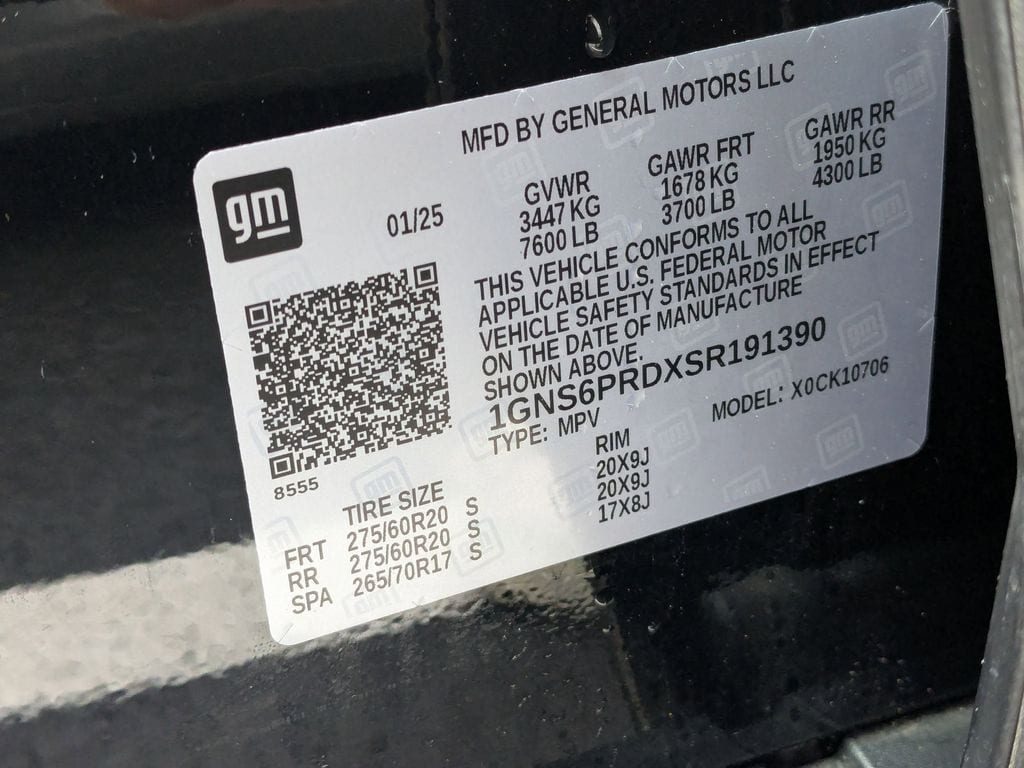 MFD BY GENERAL MOTORS LLC
gm
01/25
GVWR GAWR FRT GAWR RR
3447 KG 1678 KG 1950 KG
7600 LB 3700 LB 4300 LB
THIS VEHICLE CONFORMS TO ALL
APPLICABLE U.S. FEDERAL MOTOR
VEHICLE SAFETY STANDARDS IN EFFECT
ON THE DATE OF MANUFACTURE
SHOWN ABOVE.
1GNS6PRDXSR191390
TYPE: MPV MODEL: X0CK10706
8555
TIRE SIZE RIM
FRT 275/60R20 S 20X9J
RR 275/60R20 S 20X9J
SPA 265/70R17 S 17X8J